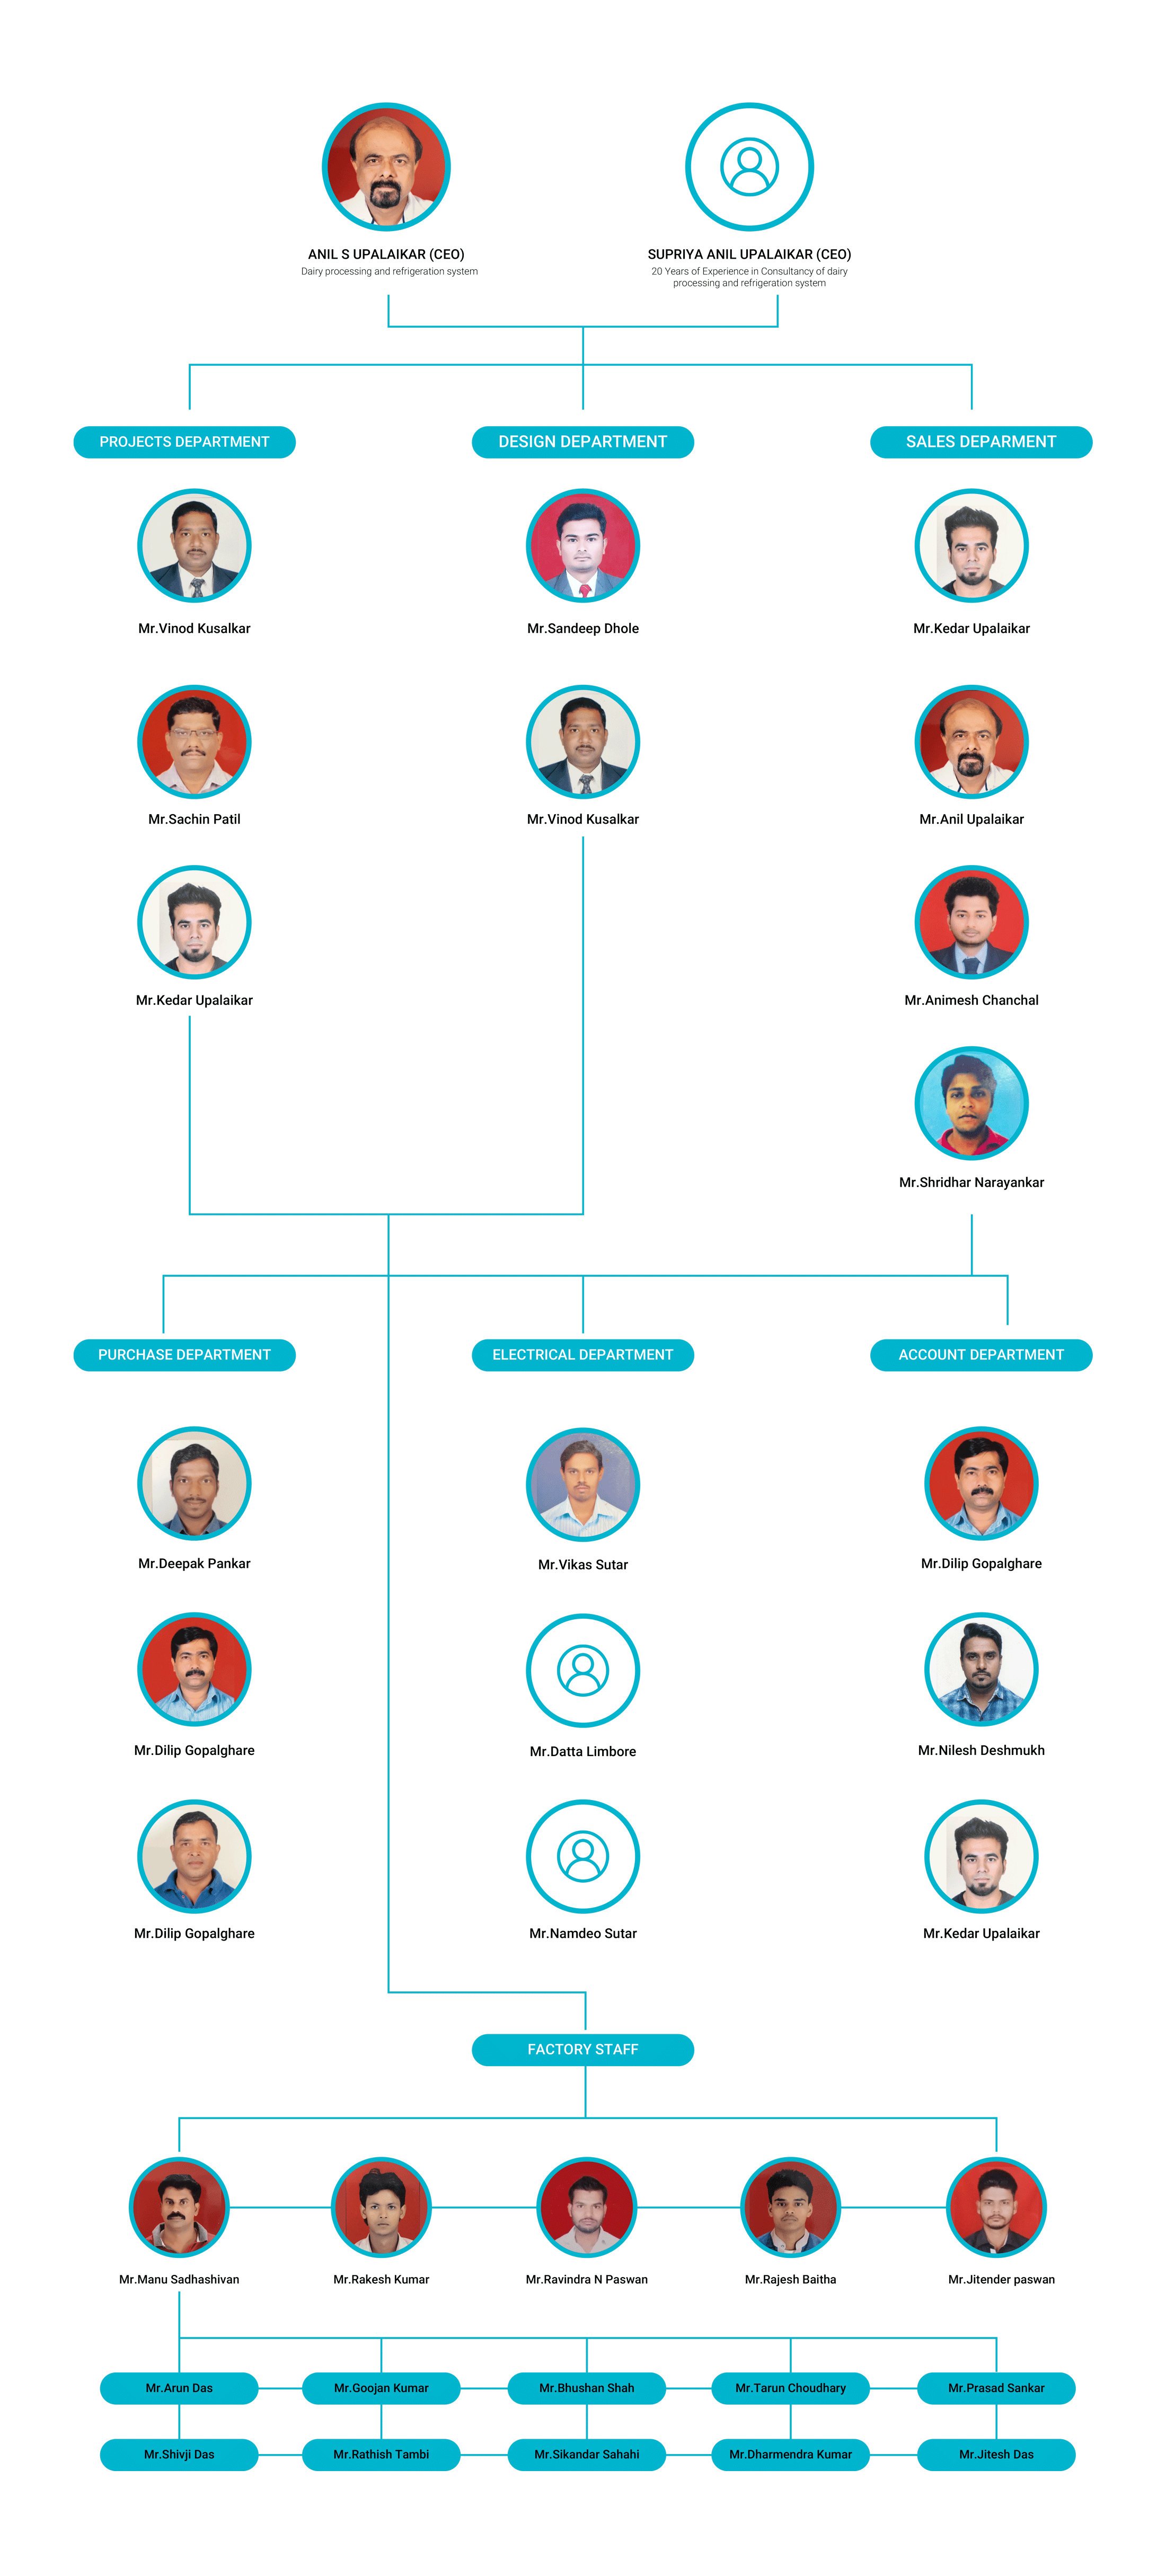 ANIL S UPALAIKAR (CEO)
Dairy processing and refrigeration system
SUPRIYA ANIL UPALAIKAR (CEO)
20 Years of Experience in Consultancy of dairy
processing and refrigeration system
PROJECTS DEPARTMENT
DESIGN DEPARTMENT
SALES DEPARMENT
Mr.Vinod Kusalkar
Mr.Sandeep Dhole
Mr.Kedar Upalaikar
Mr.Sachin Patil
Mr.Vinod Kusalkar
Mr.Anil Upalaikar
Mr.Kedar Upalaikar
Mr.Animesh Chanchal
Mr.Shridhar Narayankar
PURCHASE DEPARTMENT
ELECTRICAL DEPARTMENT
ACCOUNT DEPARTMENT
Mr.Deepak Pankar
Mr.Vikas Sutar
Mr.Dilip Gopalghare
Mr.Dilip Gopalghare
Mr.Datta Limbore
Mr.Nilesh Deshmukh
Mr.Dilip Gopalghare
Mr.Namdeo Sutar
Mr.Kedar Upalaikar
FACTORY STAFF
Mr.Manu Sadhashivan
Mr.Rakesh Kumar
Mr.Ravindra N Paswan
Mr.Rajesh Baitha
Mr.Jitender paswan
Mr.Arun Das
Mr.Goojan Kumar
Mr.Bhushan Shah
Mr.Tarun Choudhary
Mr.Prasad Sankar
Mr.Shivji Das
Mr.Rathish Tambi
Mr.Sikandar Sahahi
Mr.Dharmendra Kumar
Mr.Jitesh Das